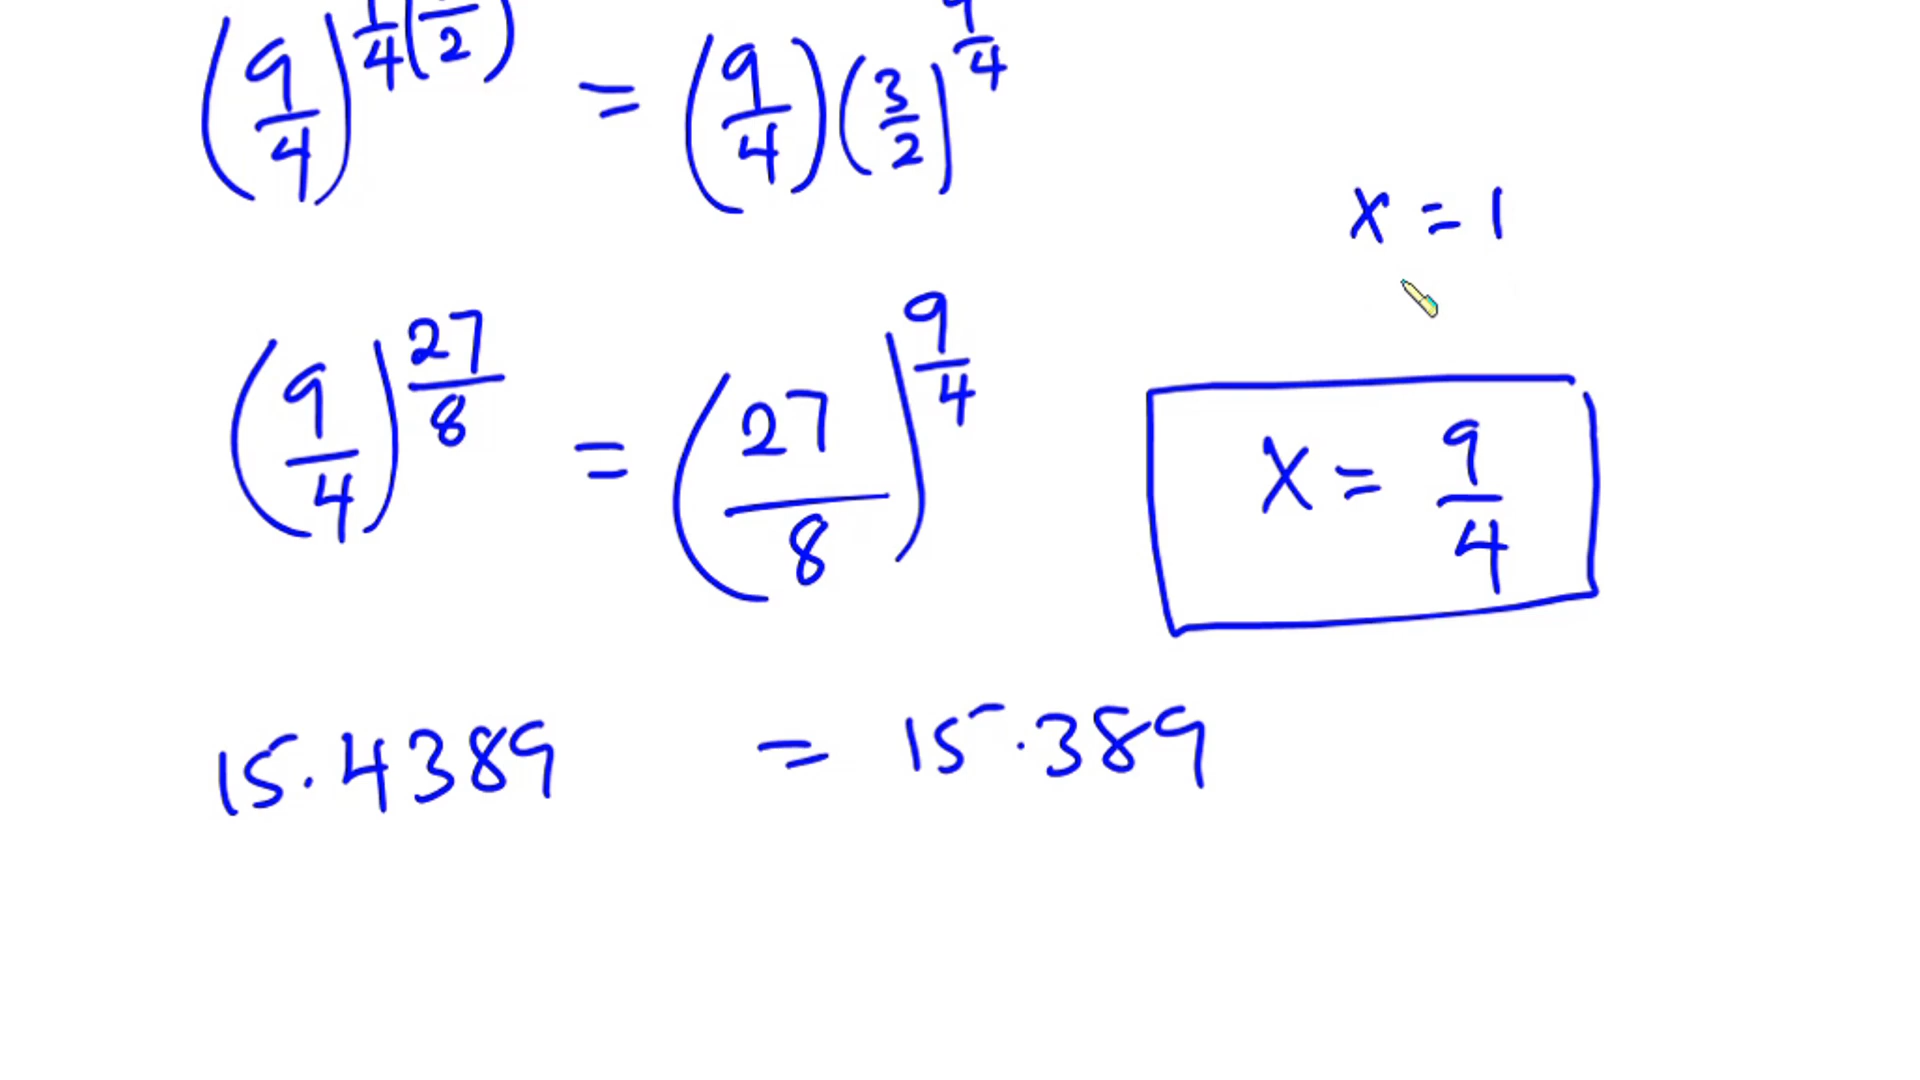 (9/4)^{9/4(3/2)} = ((9/4)(3/2))^{9/4}
x = 1
(9/4)^{27/8} = (27/8)^{9/4}
x = 9/4
15.4389 = 15.389